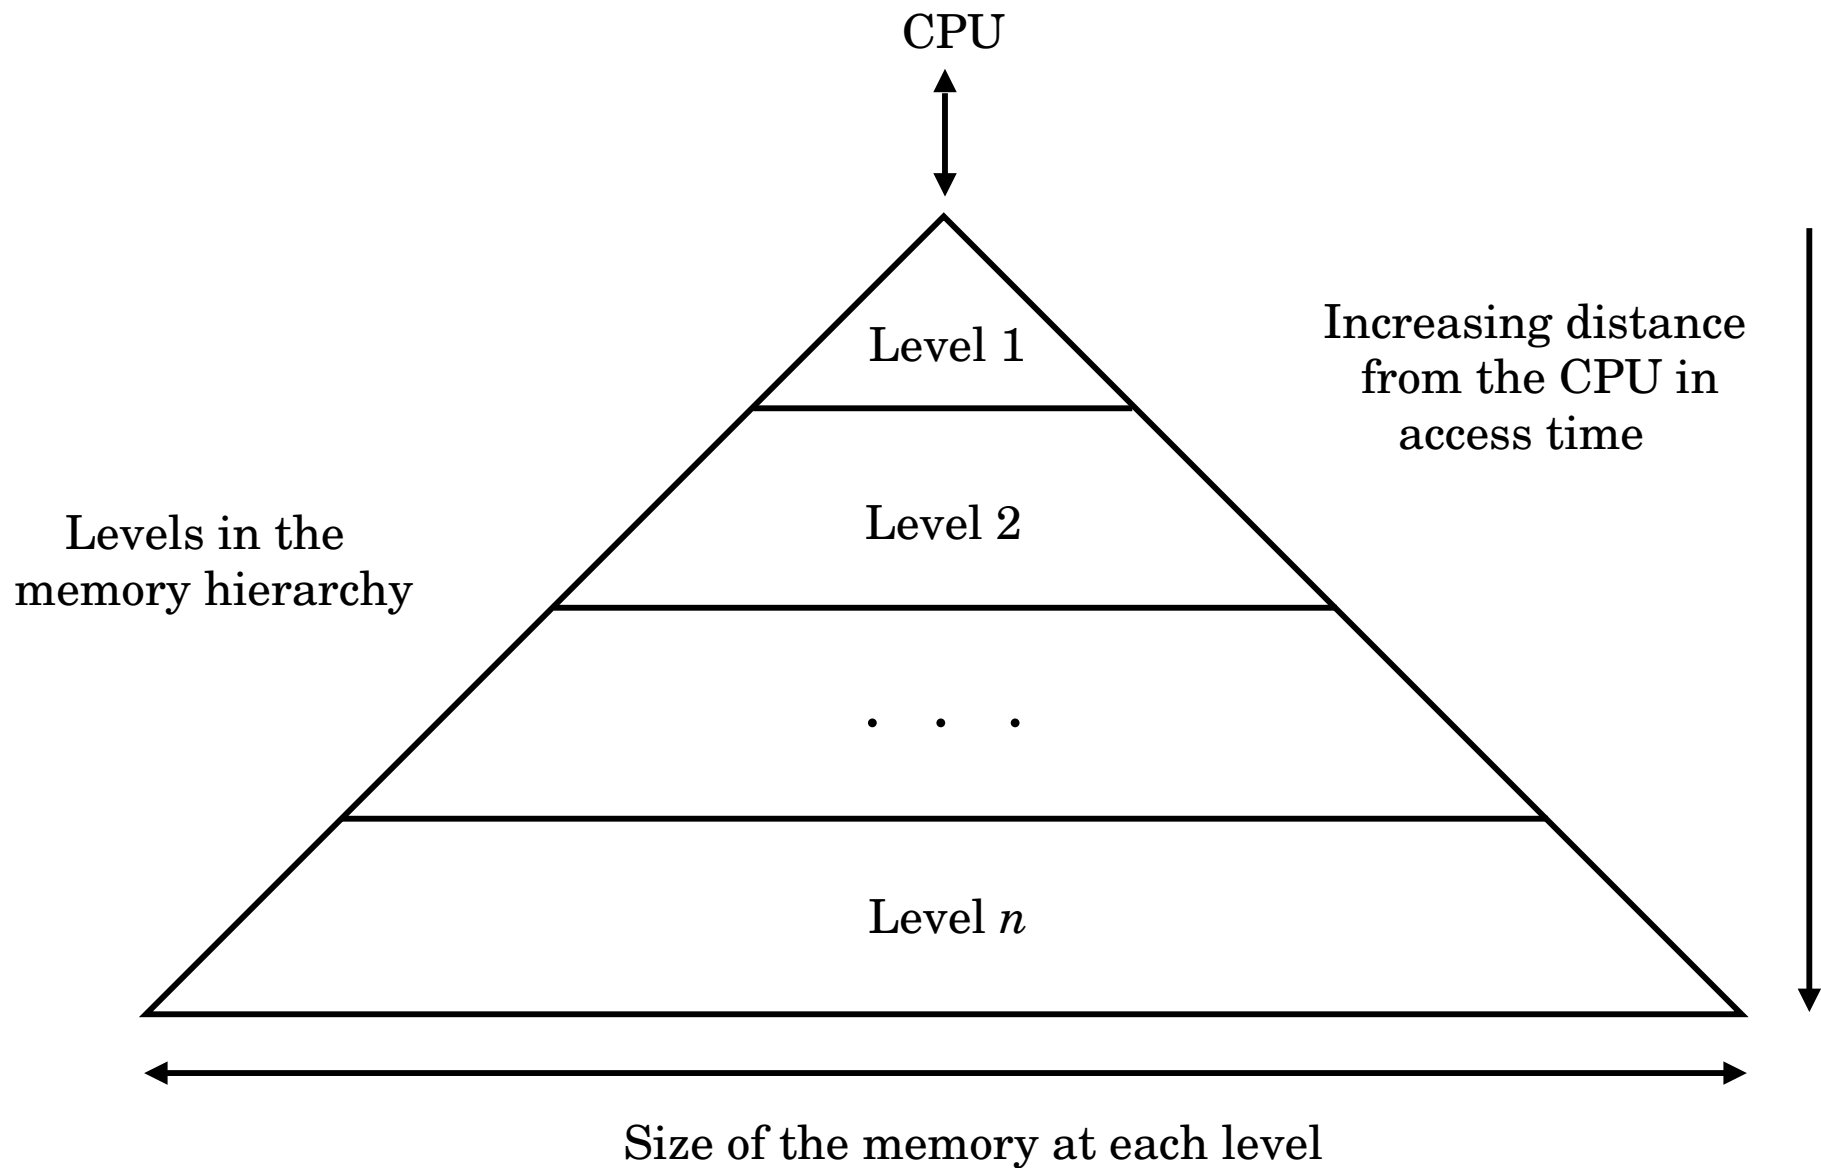 CPU
Level 1
Increasing distance
from the CPU in
access time
Level 2
Levels in the
memory hierarchy
. . .
Level n
Size of the memory at each level